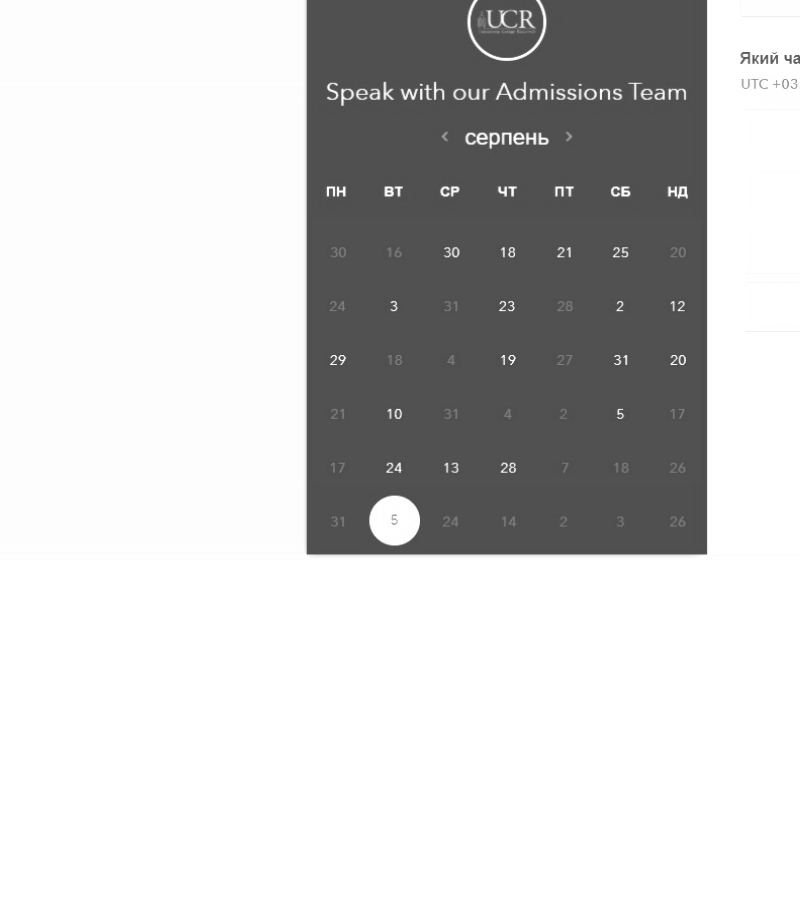 UCR
Який ча
Speak with our Admissions Team
UTC +03
серпень
ПН ВТ СР ЧТ ПТ СБ НД
30 16 30 18 21 25 20
24 3 31 23 28 2 12
29 18 4 19 27 31 20
21 10 31 4 2 5 17
17 24 13 28 7 18 26
31 5 24 14 2 3 26